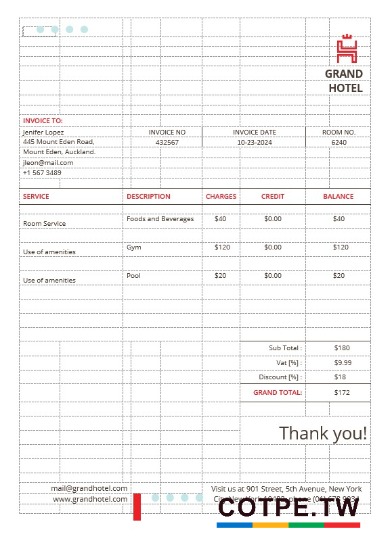 GRAND
HOTEL
INVOICE TO:
Jenifer Lopez
445 Mount Eden Road,
Mount Eden, Auckland.
jleon@mail.com
+1 567 3489
INVOICE NO INVOICE DATE ROOM NO.
432567 10-23-2024 6240
SERVICE DESCRIPTION CHARGES CREDIT BALANCE
Room Service Foods and Beverages $40 $0.00 $40
Use of amenities Gym $120 $0.00 $120
Use of amenities Pool $20 $0.00 $20
Sub Total : $180
Vat [%] : $9.99
Discount [%] : $18
GRAND TOTAL: $172
Thank you!
mail@grandhotel.com
www.grandhotel.com
Visit us at 901 Street, 5th Avenue, New York
COTPE.TW